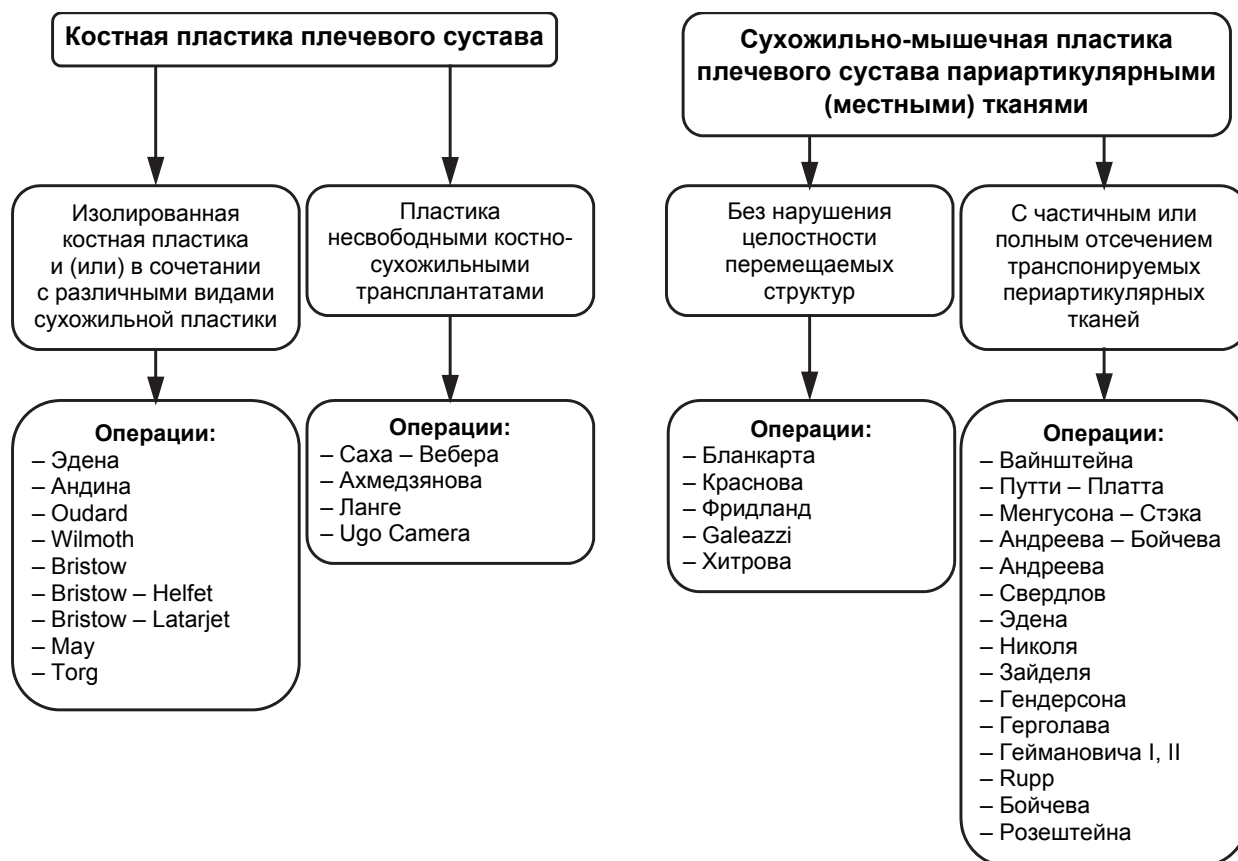 Костная пластика плечевого сустава
Изолированная
костная пластика
и (или) в сочетании
с различными видами
сухожильной пластики
Пластика
несвободными костно-
сухожильными
трансплантатами
Операции:
– Эдена
– Андина
– Oudard
– Wilmoth
– Bristow
– Bristow – Helfet
– Bristow – Latarjet
– May
– Torg
Операции:
– Саха – Вебера
– Ахмедзянова
– Ланге
– Ugo Camera
Сухожильно-мышечная пластика
плечевого сустава париартикулярными
(местными) тканями
Без нарушения
целостности
перемещаемых
структур
С частичным или
полным отсечением
транспонируемых
периартикулярных
тканей
Операции:
– Бланкарта
– Краснова
– Фридланд
– Galeazzi
– Хитрова
Операции:
– Вайнштейна
– Путти – Платта
– Менгусона – Стэка
– Андреева – Бойчева
– Андреева
– Свердлов
– Эдена
– Николя
– Зайделя
– Гендерсона
– Герголава
– Геймановича I, II
– Rupp
– Бойчева
– Розештейна